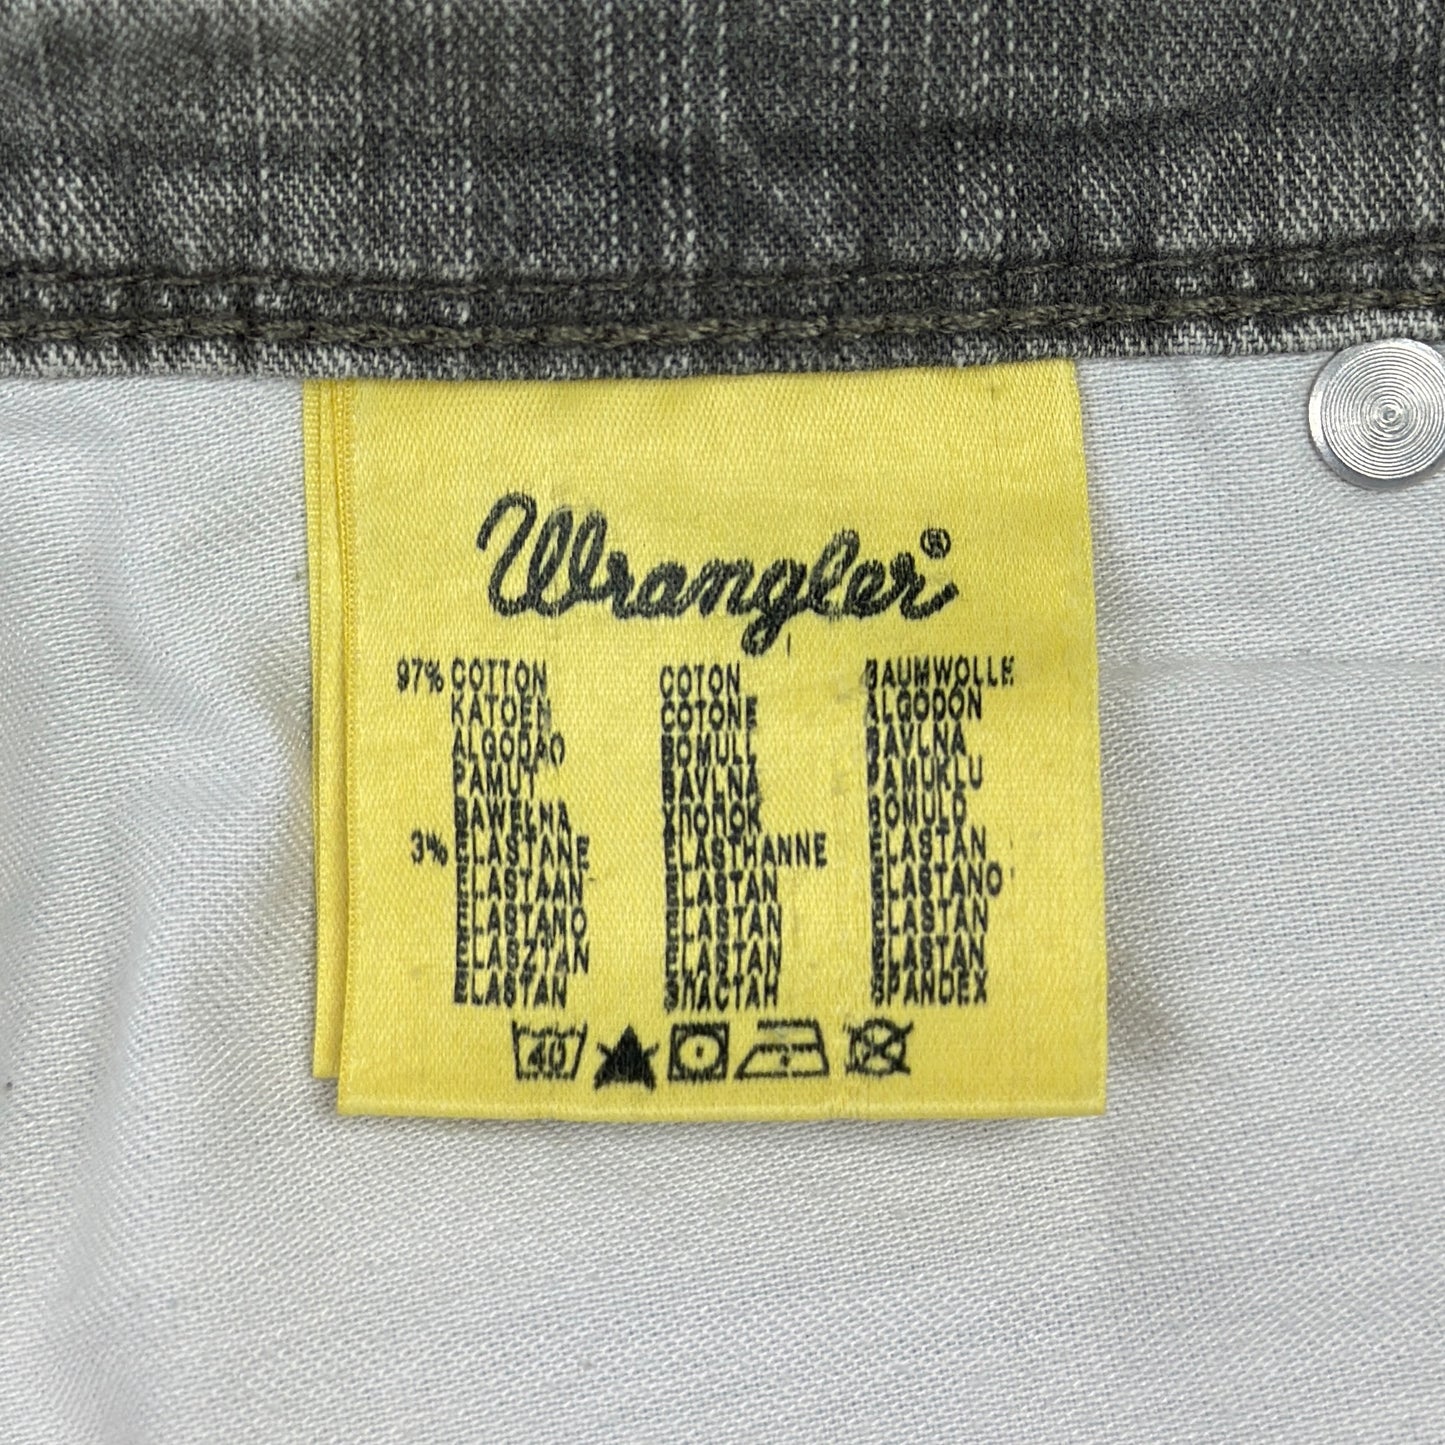 Wrangler®
97% COTTON COTON BAUMWOLLE
KATOEN COTONE ALGODON
ALGODAO BOMULL BAVLNA
PAMUT BAVLNA PAMUKLU
BAWEŁNA ХЛОПОК BOMULD
3% ELASTANE ELASTHANNE ELASTAN
ELASTAAN ELASTAN ELASTANO
ELASTANO ELASTAN ELASTAN
ELASZTAN ELASTAN ELASTAN
ELASTAN ЭЛАСТАН SPANDEX
40